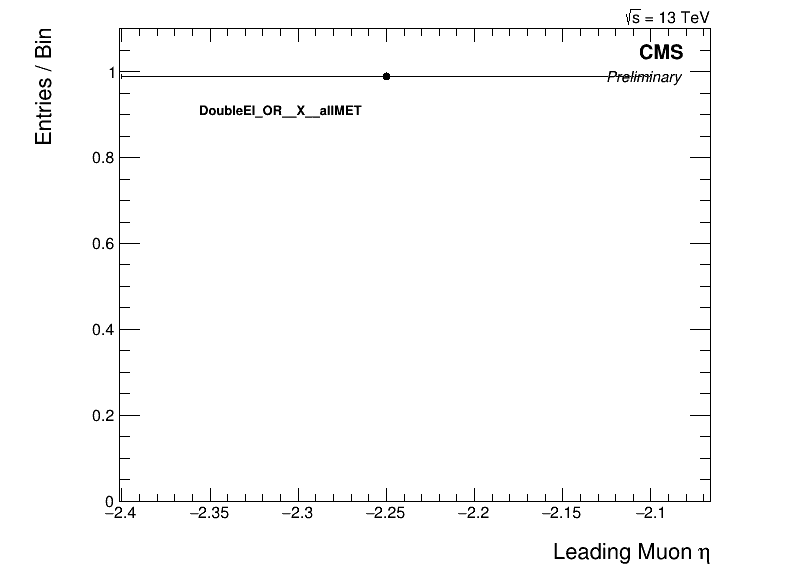 √s = 13 TeV
CMS
Preliminary
DoubleEl_OR__X__allMET
Entries / Bin
1
0.8
0.6
0.4
0.2
0
−2.4 −2.35 −2.3 −2.25 −2.2 −2.15 −2.1
Leading Muon η